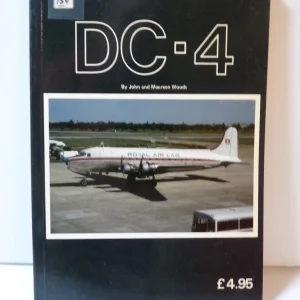 DC-4
By John and Maureen Woods
ROYAL AIR LAO
£4.95